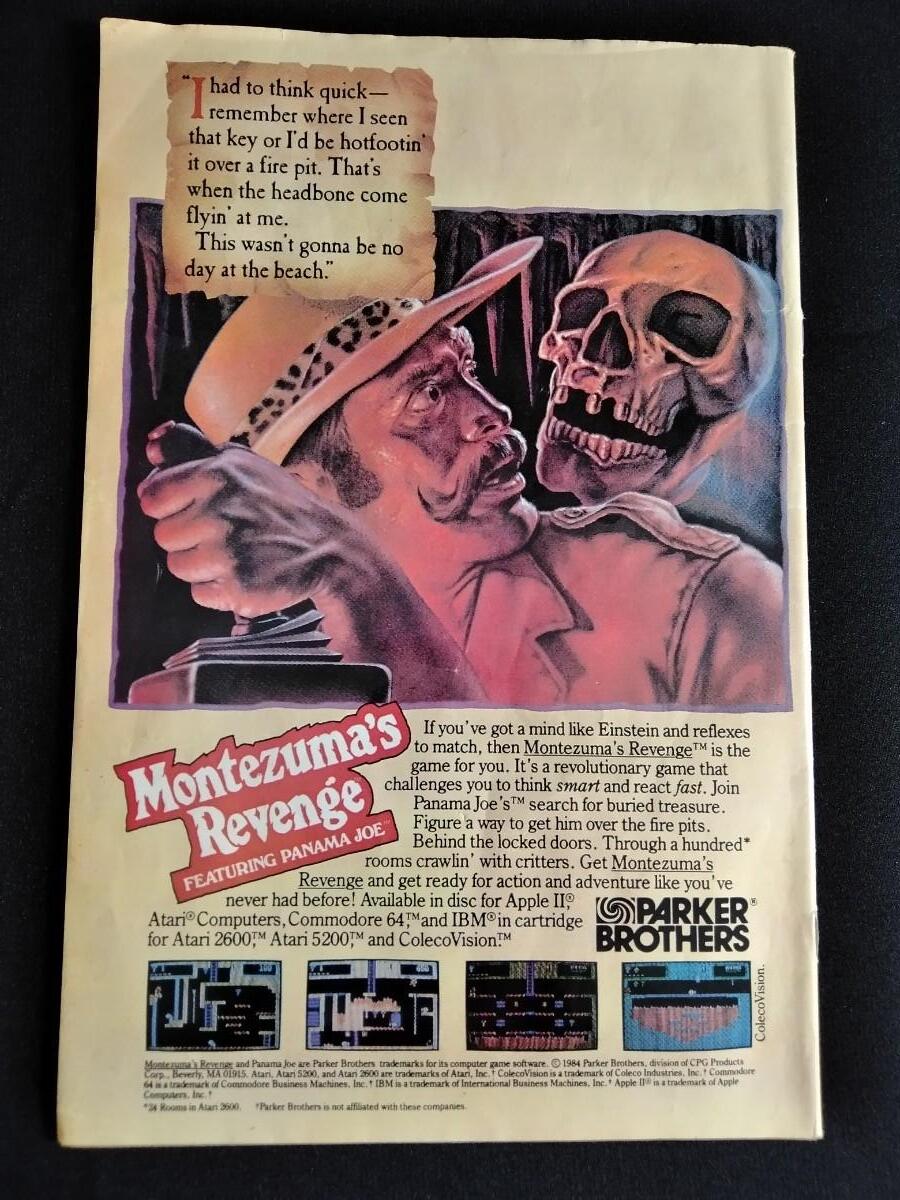 “I had to think quick—
remember where I seen
that key or I'd be hotfootin'
it over a fire pit. That's
when the headbone come
flyin' at me.
This wasn't gonna be no
day at the beach.”
Montezuma's
Revenge
FEATURING PANAMA JOE™
If you've got a mind like Einstein and reflexes
to match, then Montezuma's Revenge™ is the
game for you. It's a revolutionary game that
challenges you to think smart and react fast. Join
Panama Joe's™ search for buried treasure.
Figure a way to get him over the fire pits.
Behind the locked doors. Through a hundred*
rooms crawlin' with critters. Get Montezuma's
Revenge and get ready for action and adventure like you've
never had before! Available in disc for Apple II,®
Atari® Computers, Commodore 64,™ and IBM® in cartridge
for Atari 2600,™ Atari 5200,™ and ColecoVision.™
PARKER®
BROTHERS
ColecoVision.
Montezuma's Revenge and Panama Joe are Parker Brothers trademarks for its computer game software. © 1984 Parker Brothers, division of CPG Products
Corp., Beverly, MA 01915. Atari, Atari 5200, and Atari 2600 are trademarks of Atari, Inc.† ColecoVision is a trademark of Coleco Industries, Inc.† Commodore
64 is a trademark of Commodore Business Machines, Inc.† IBM is a trademark of International Business Machines, Inc.† Apple II® is a trademark of Apple
Computers, Inc.†
*24 Rooms in Atari 2600. †Parker Brothers is not affiliated with these companies.